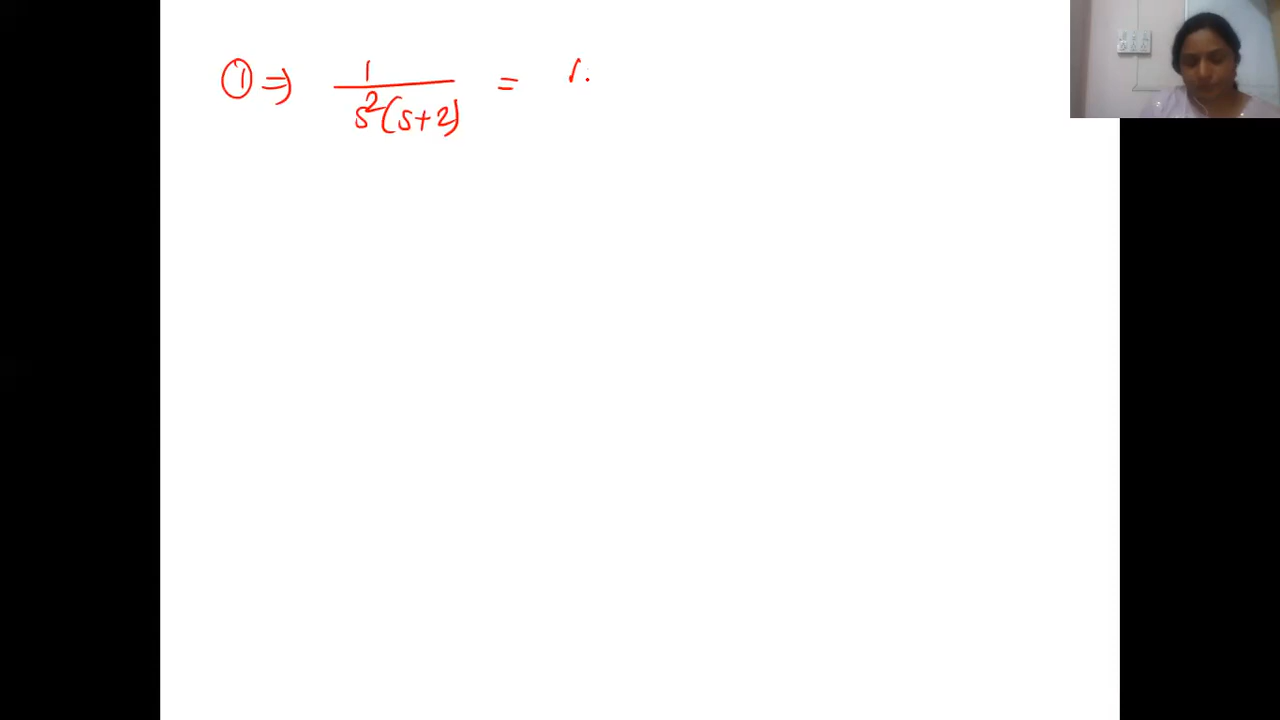 ① ⇒ 1/(s²(s+2)) =